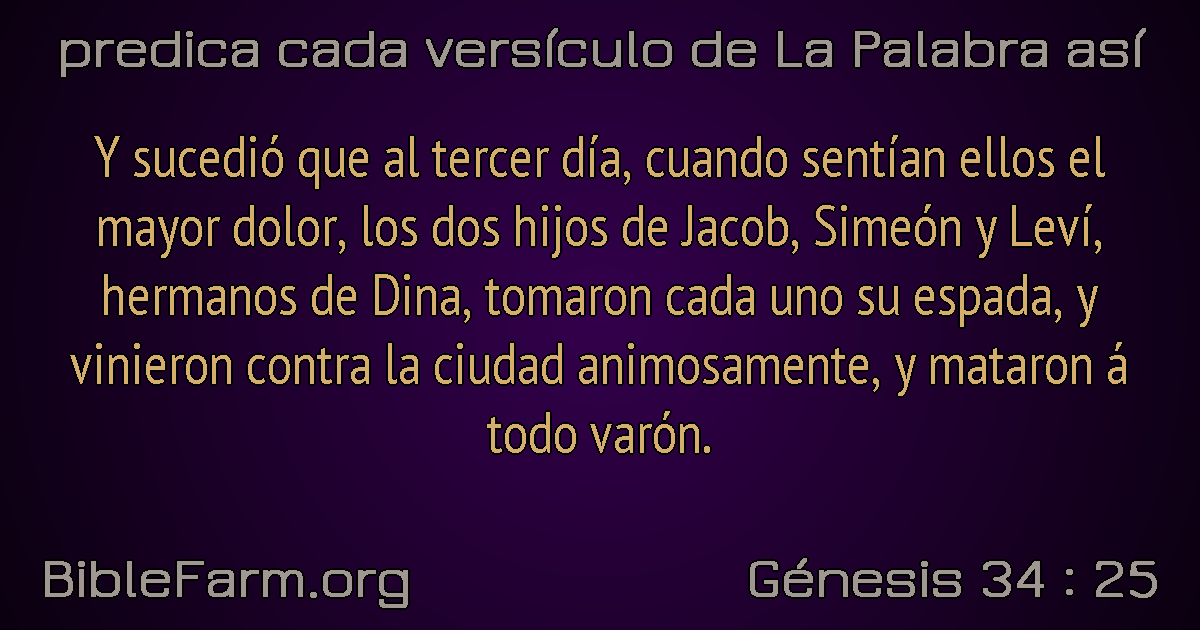 predica cada versículo de La Palabra así
Y sucedió que al tercer día, cuando sentían ellos el
mayor dolor, los dos hijos de Jacob, Simeón y Leví,
hermanos de Dina, tomaron cada uno su espada, y
vinieron contra la ciudad animosamente, y mataron á
todo varón.
BibleFarm.org
Génesis 34 : 25